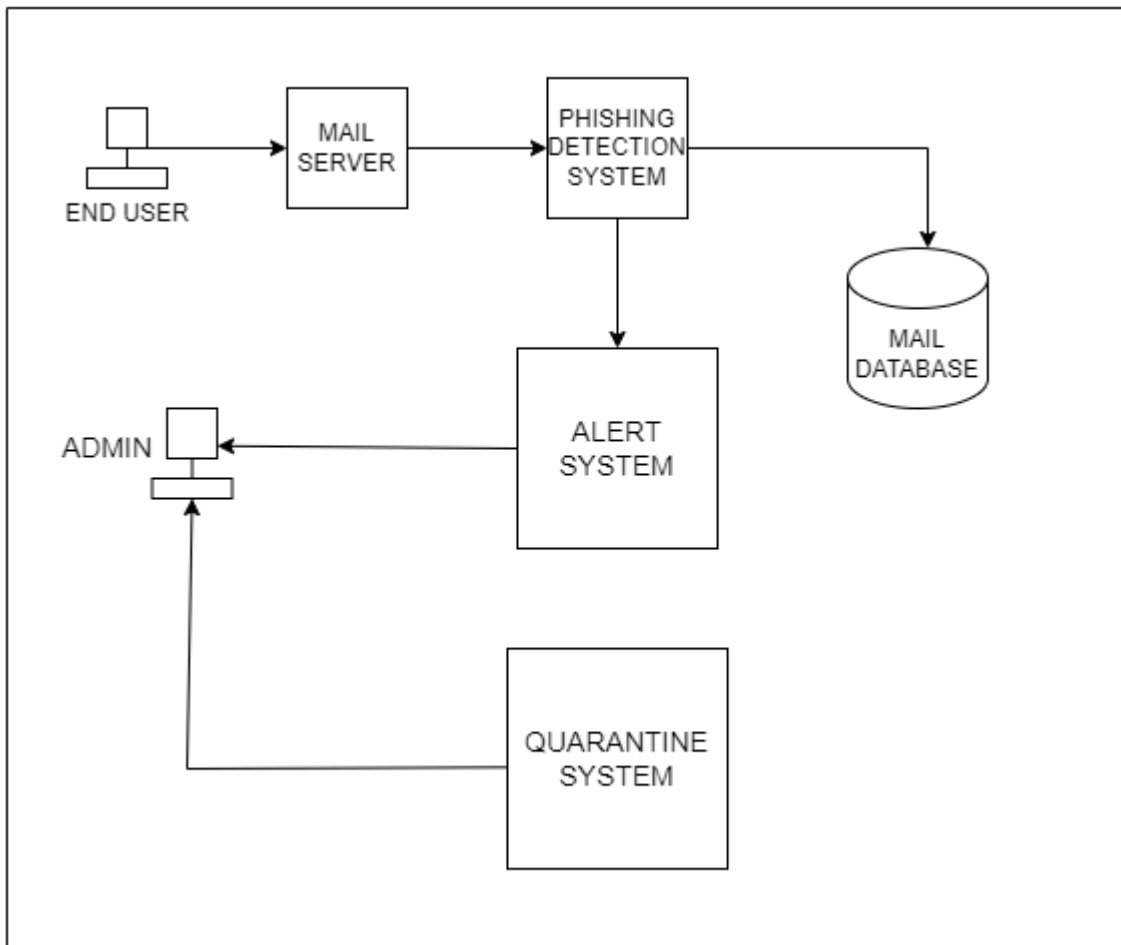 END USER
MAIL
SERVER
PHISHING
DETECTION
SYSTEM
MAIL
DATABASE
ADMIN
ALERT
SYSTEM
QUARANTINE
SYSTEM